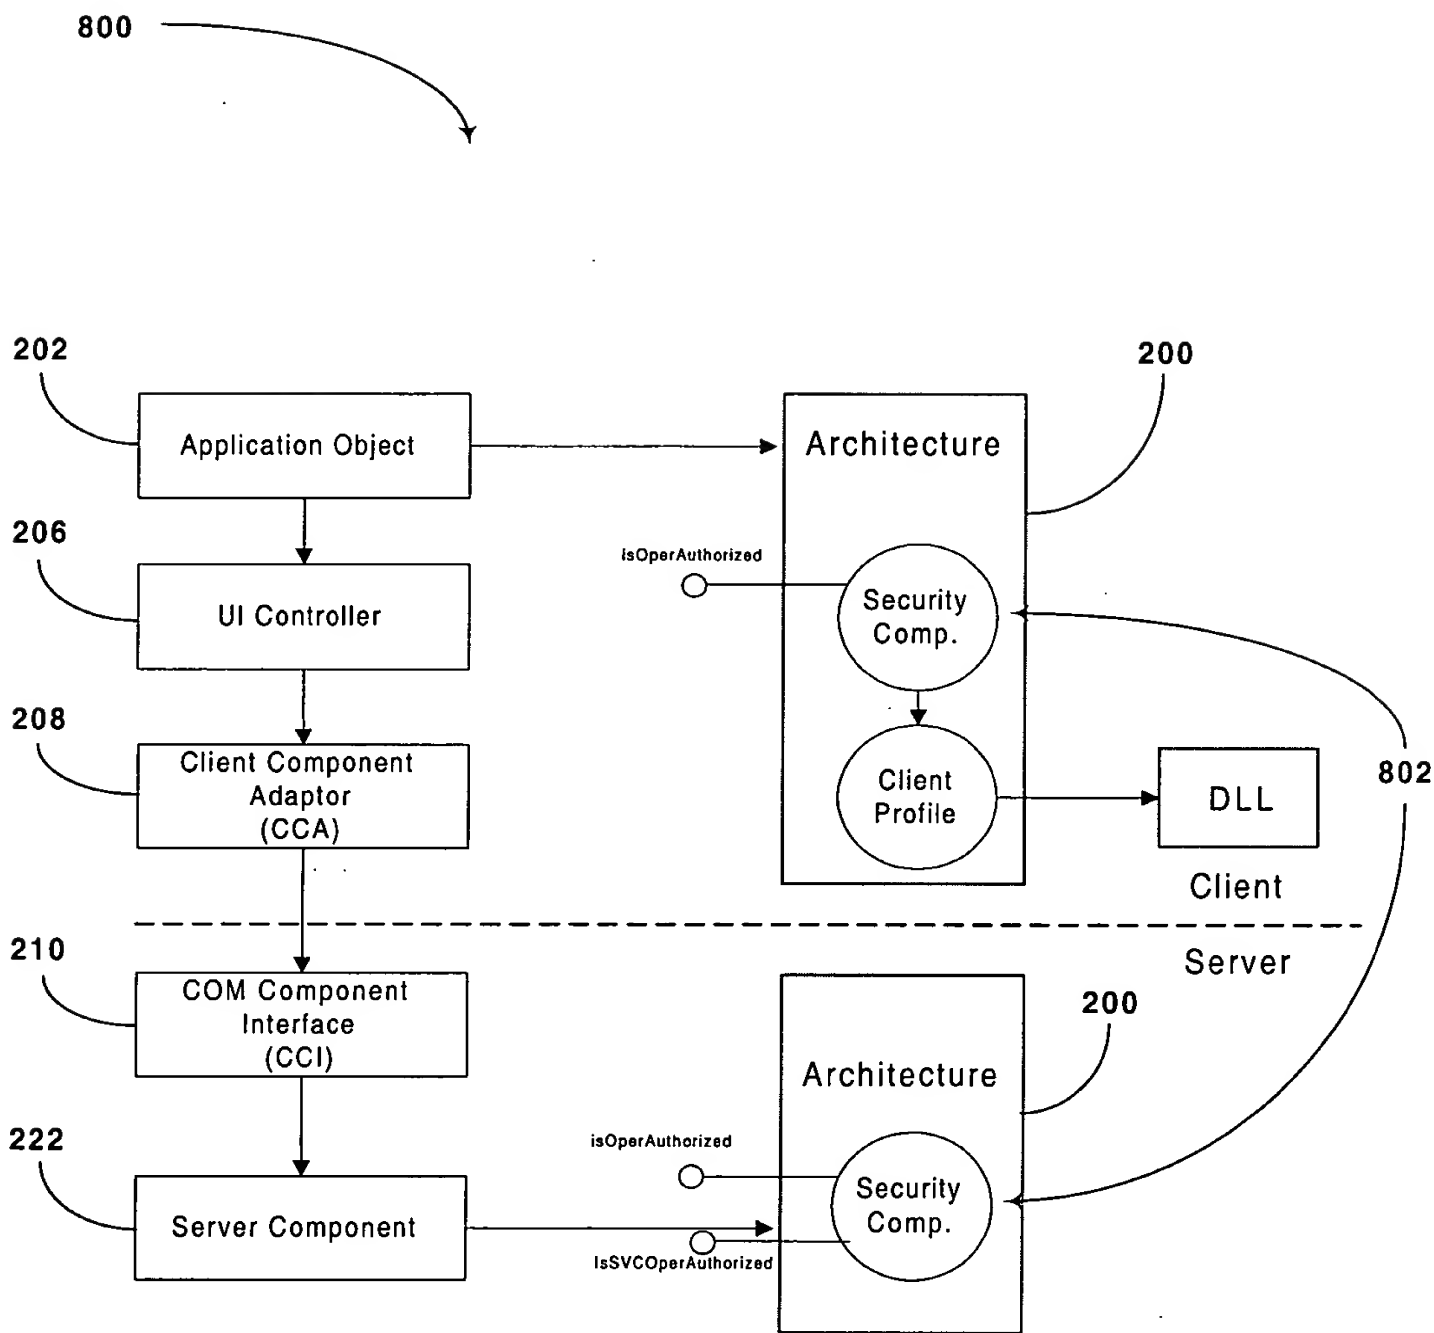 800
202
200
Application Object
Architecture
206
isOperAuthorized
UI Controller
Security
Comp.
208
Client Component
Adaptor
(CCA)
Client
Profile
DLL
802
Client
Server
210
COM Component
Interface
(CCI)
200
Architecture
222
isOperAuthorized
Security
Comp.
Server Component
IsSVCOperAuthorized